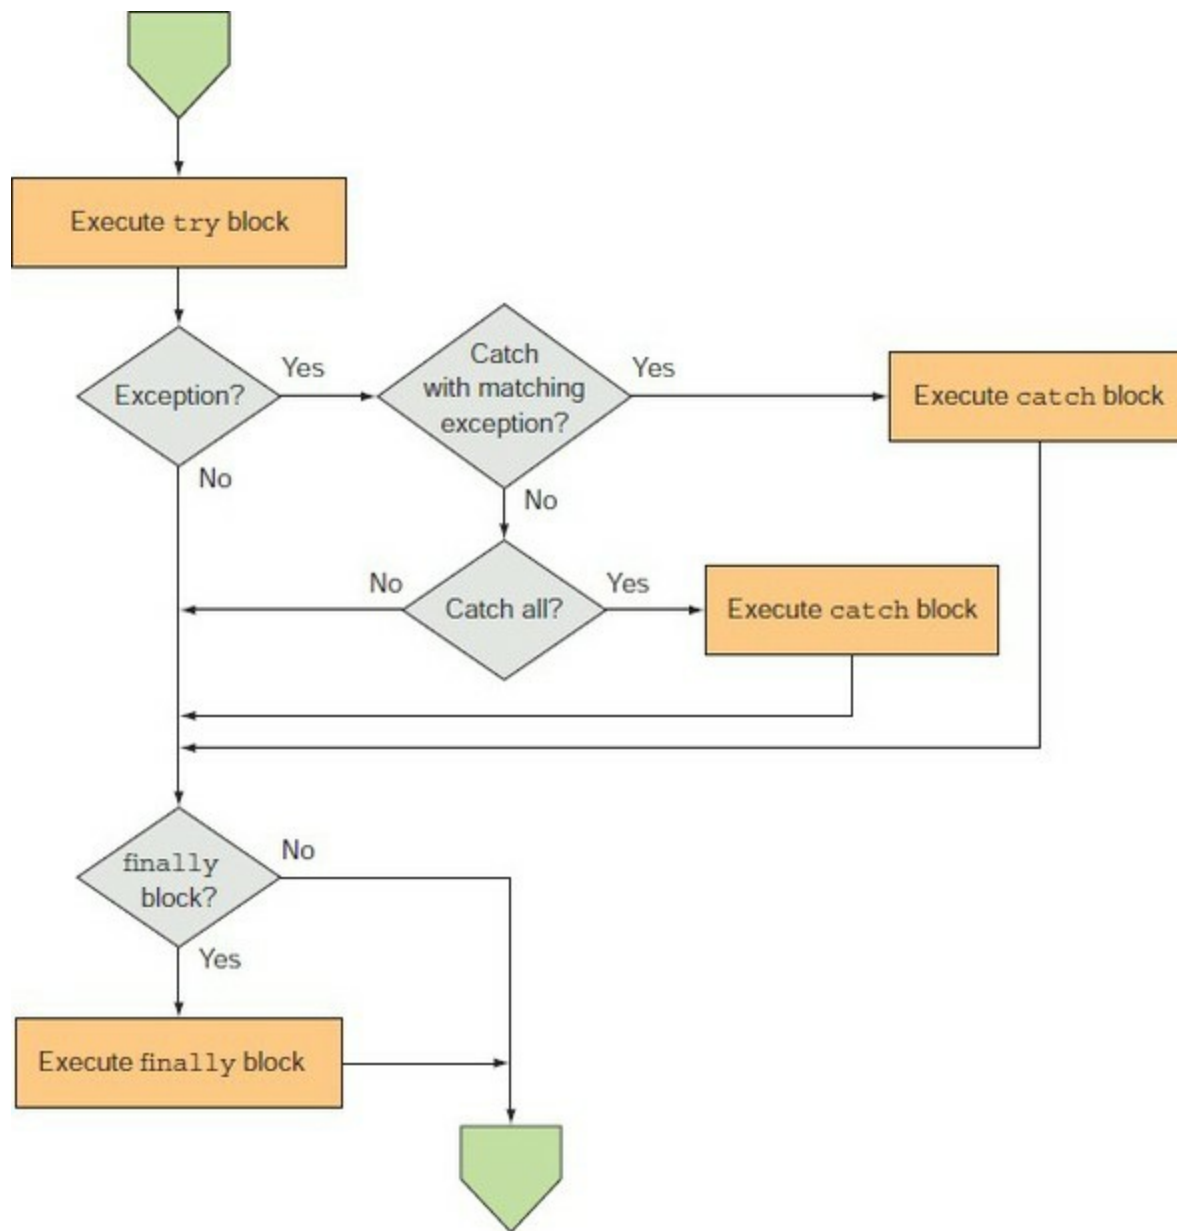 Execute try block
Exception?
Yes
No
Catch
with matching
exception?
Yes
No
Execute catch block
Catch all?
No
Yes
Execute catch block
finally
block?
No
Yes
Execute finally block